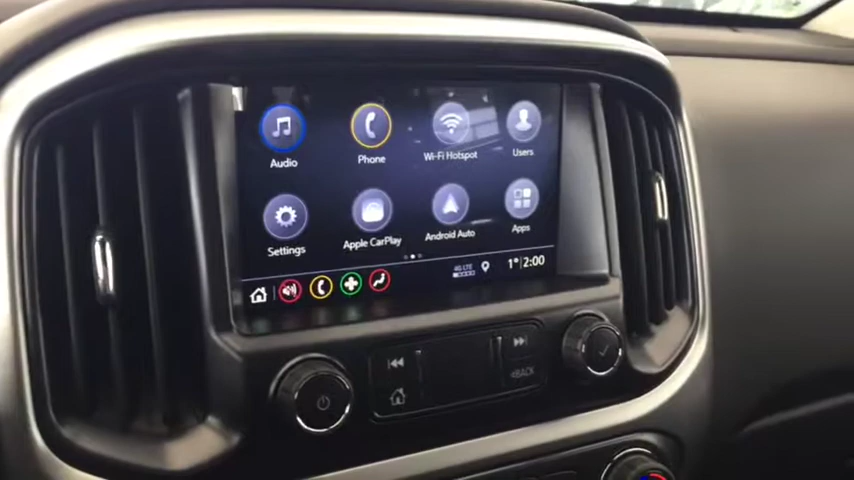 Audio
Phone
Wi-Fi Hotspot
Users
Settings
Apple CarPlay
Android Auto
Apps
4G LTE
1° 2:00
BACK